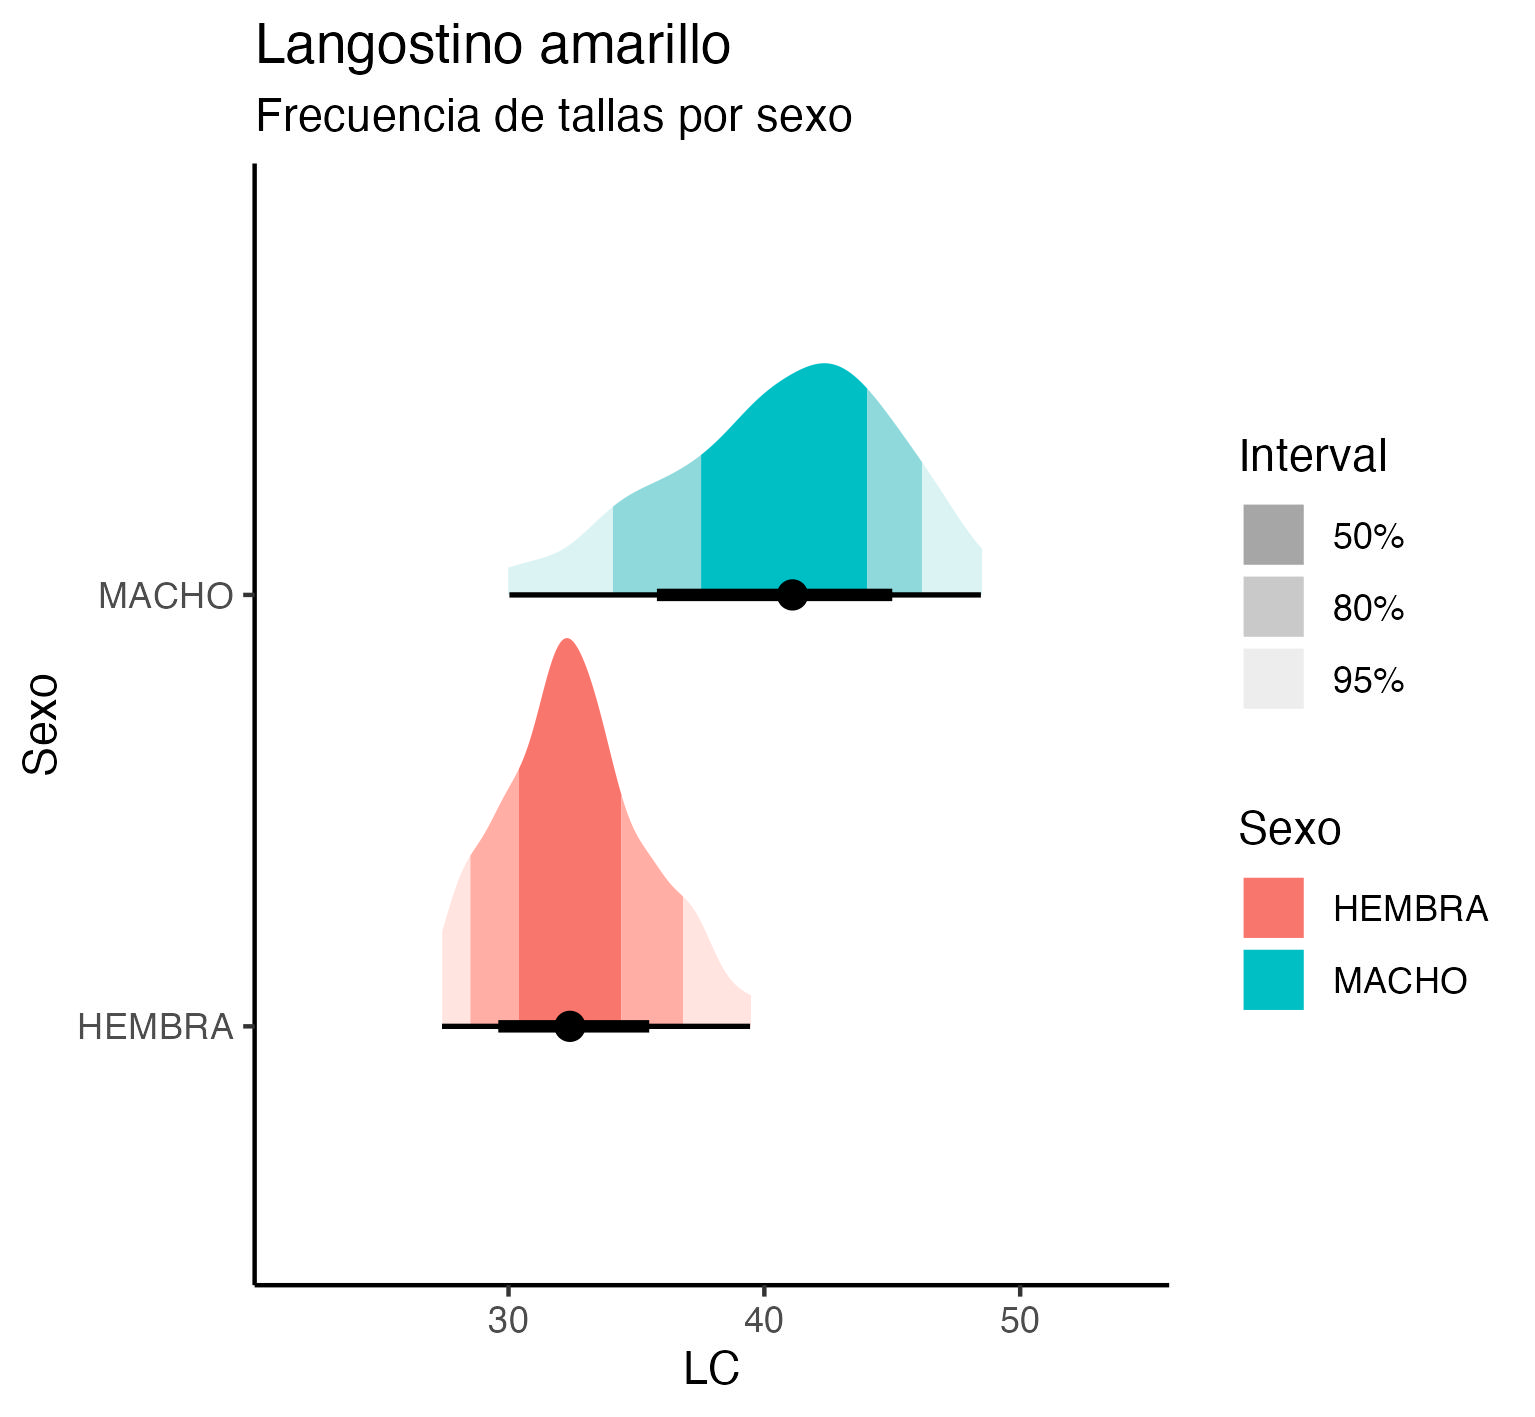 Langostino amarillo
Frecuencia de tallas por sexo
MACHO
HEMBRA
Sexo
30 40 50
LC
Interval
50%
80%
95%
Sexo
HEMBRA
MACHO